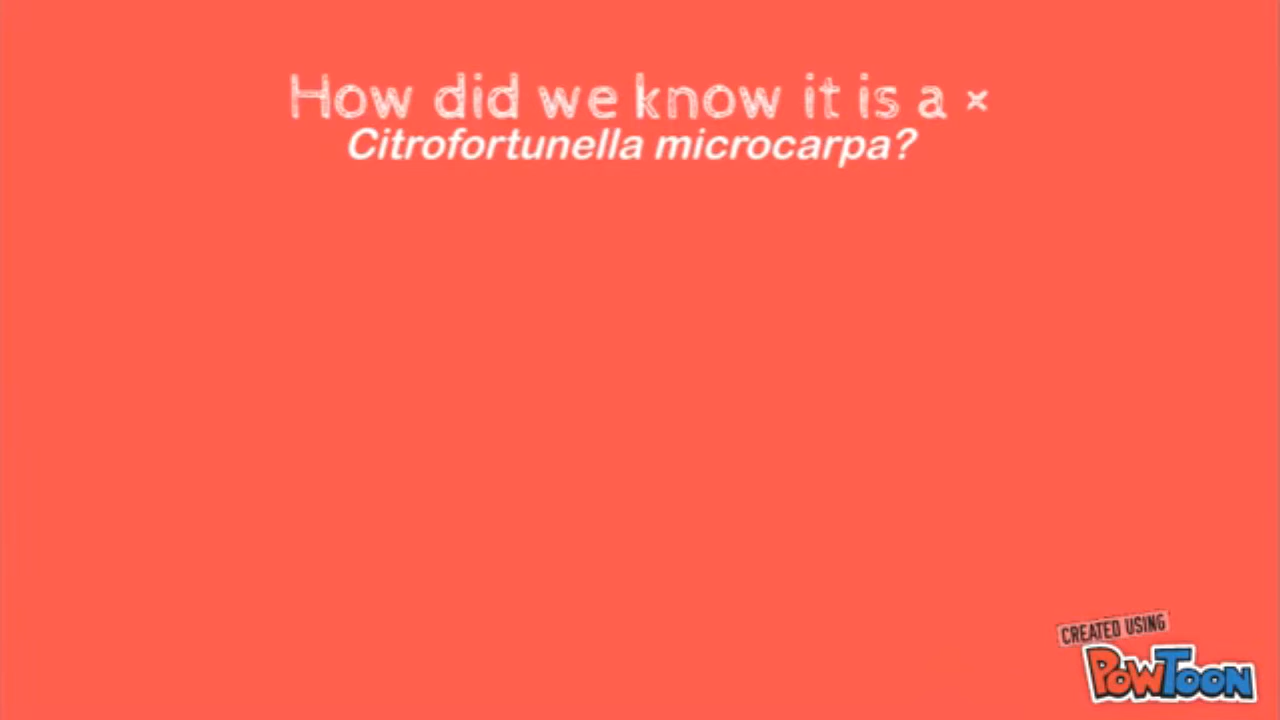 How did we know it is a ×
Citrofortunella microcarpa?
CREATED USING
POWTOON